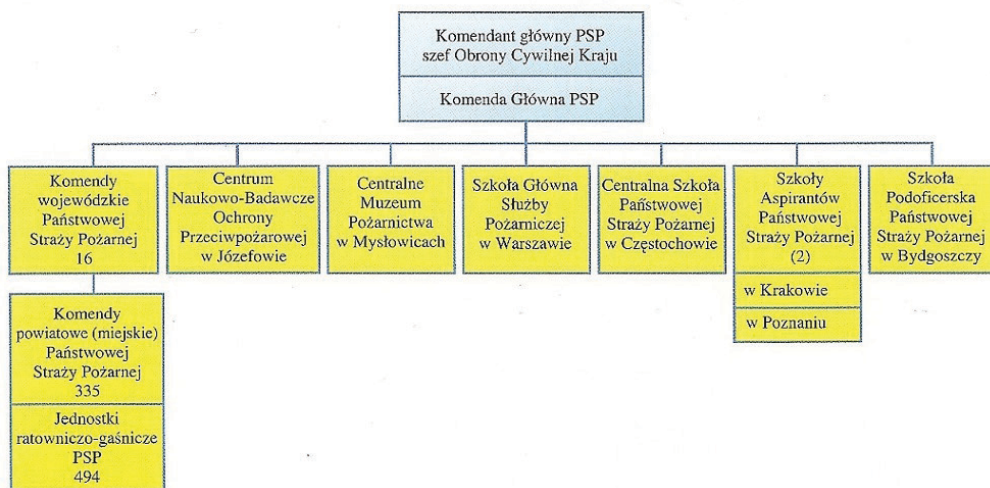 Komendant główny PSP
szef Obrony Cywilnej Kraju
Komenda Główna PSP
Komendy
wojewódzkie
Państwowej
Straży Pożarnej
16
Centrum
Naukowo-Badawcze
Ochrony
Przeciwpożarowej
w Józefowie
Centralne
Muzeum
Pożarnictwa
w Mysłowicach
Szkoła Główna
Służby
Pożarniczej
w Warszawie
Centralna Szkoła
Państwowej
Straży Pożarnej
w Częstochowie
Szkoły
Aspirantów
Państwowej
Straży Pożarnej
(2)
w Krakowie
w Poznaniu
Szkoła
Podoficerska
Państwowej
Straży Pożarnej
w Bydgoszczy
Komendy
powiatowe (miejskie)
Państwowej
Straży Pożarnej
335
Jednostki
ratowniczo-gaśnicze
PSP
494